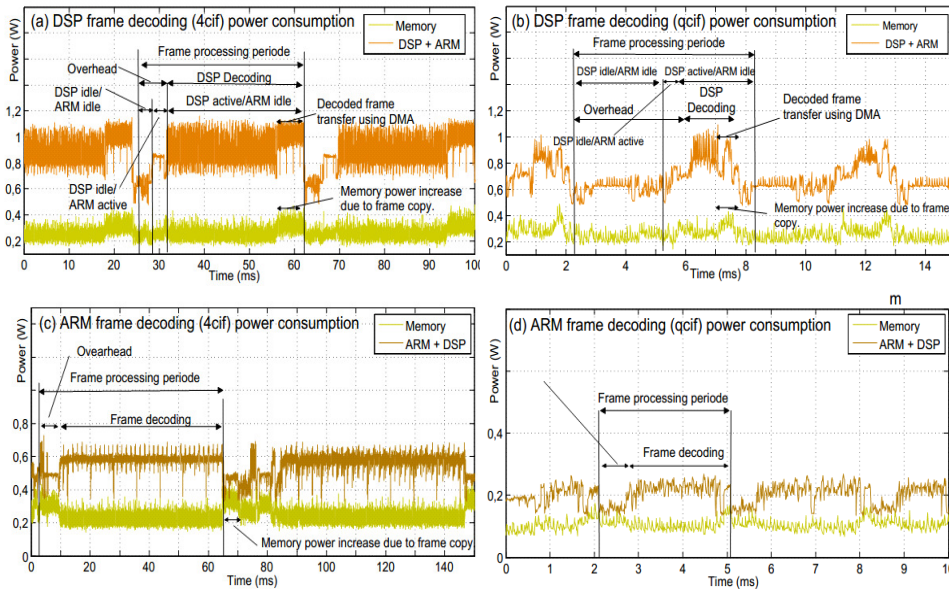 (a) DSP frame decoding (4cif) power consumption
Memory
DSP + ARM
Power (W)
Frame processing periode
Overhead
DSP Decoding
DSP idle/
ARM idle
DSP active/ARM idle
Decoded frame
transfer using DMA
DSP idle/
ARM active
Memory power increase
due to frame copy.
1,2
1
0,8
0,6
0,4
0,2
0 10 20 30 40 50 60 70 80 90 100
Time (ms)
(b) DSP frame decoding (qcif) power consumption
Memory
DSP + ARM
Power (W)
Frame processing periode
DSP idle/ARM idle
DSP active/ARM idle
Overhead
DSP
Decoding
Decoded frame
transfer using DMA
DSP idle/ARM active
Memory power increase due to frame
copy.
1,2
1
0,8
0,6
0,4
0,2
0 2 4 6 8 10 12 14
Time (ms)
(c) ARM frame decoding (4cif) power consumption
Memory
ARM + DSP
Power (W)
Ovearhead
Frame processing periode
Frame decoding
Memory power increase due to frame copy
0,8
0,6
0,4
0,2
0
0 20 40 60 80 100 120 140
Time (ms)
m
(d) ARM frame decoding (qcif) power consumption
Memory
ARM + DSP
Power (W)
Frame processing periode
Frame decoding
0,4
0,2
0
0 1 2 3 4 5 6 7 8 9 10
Time (ms)